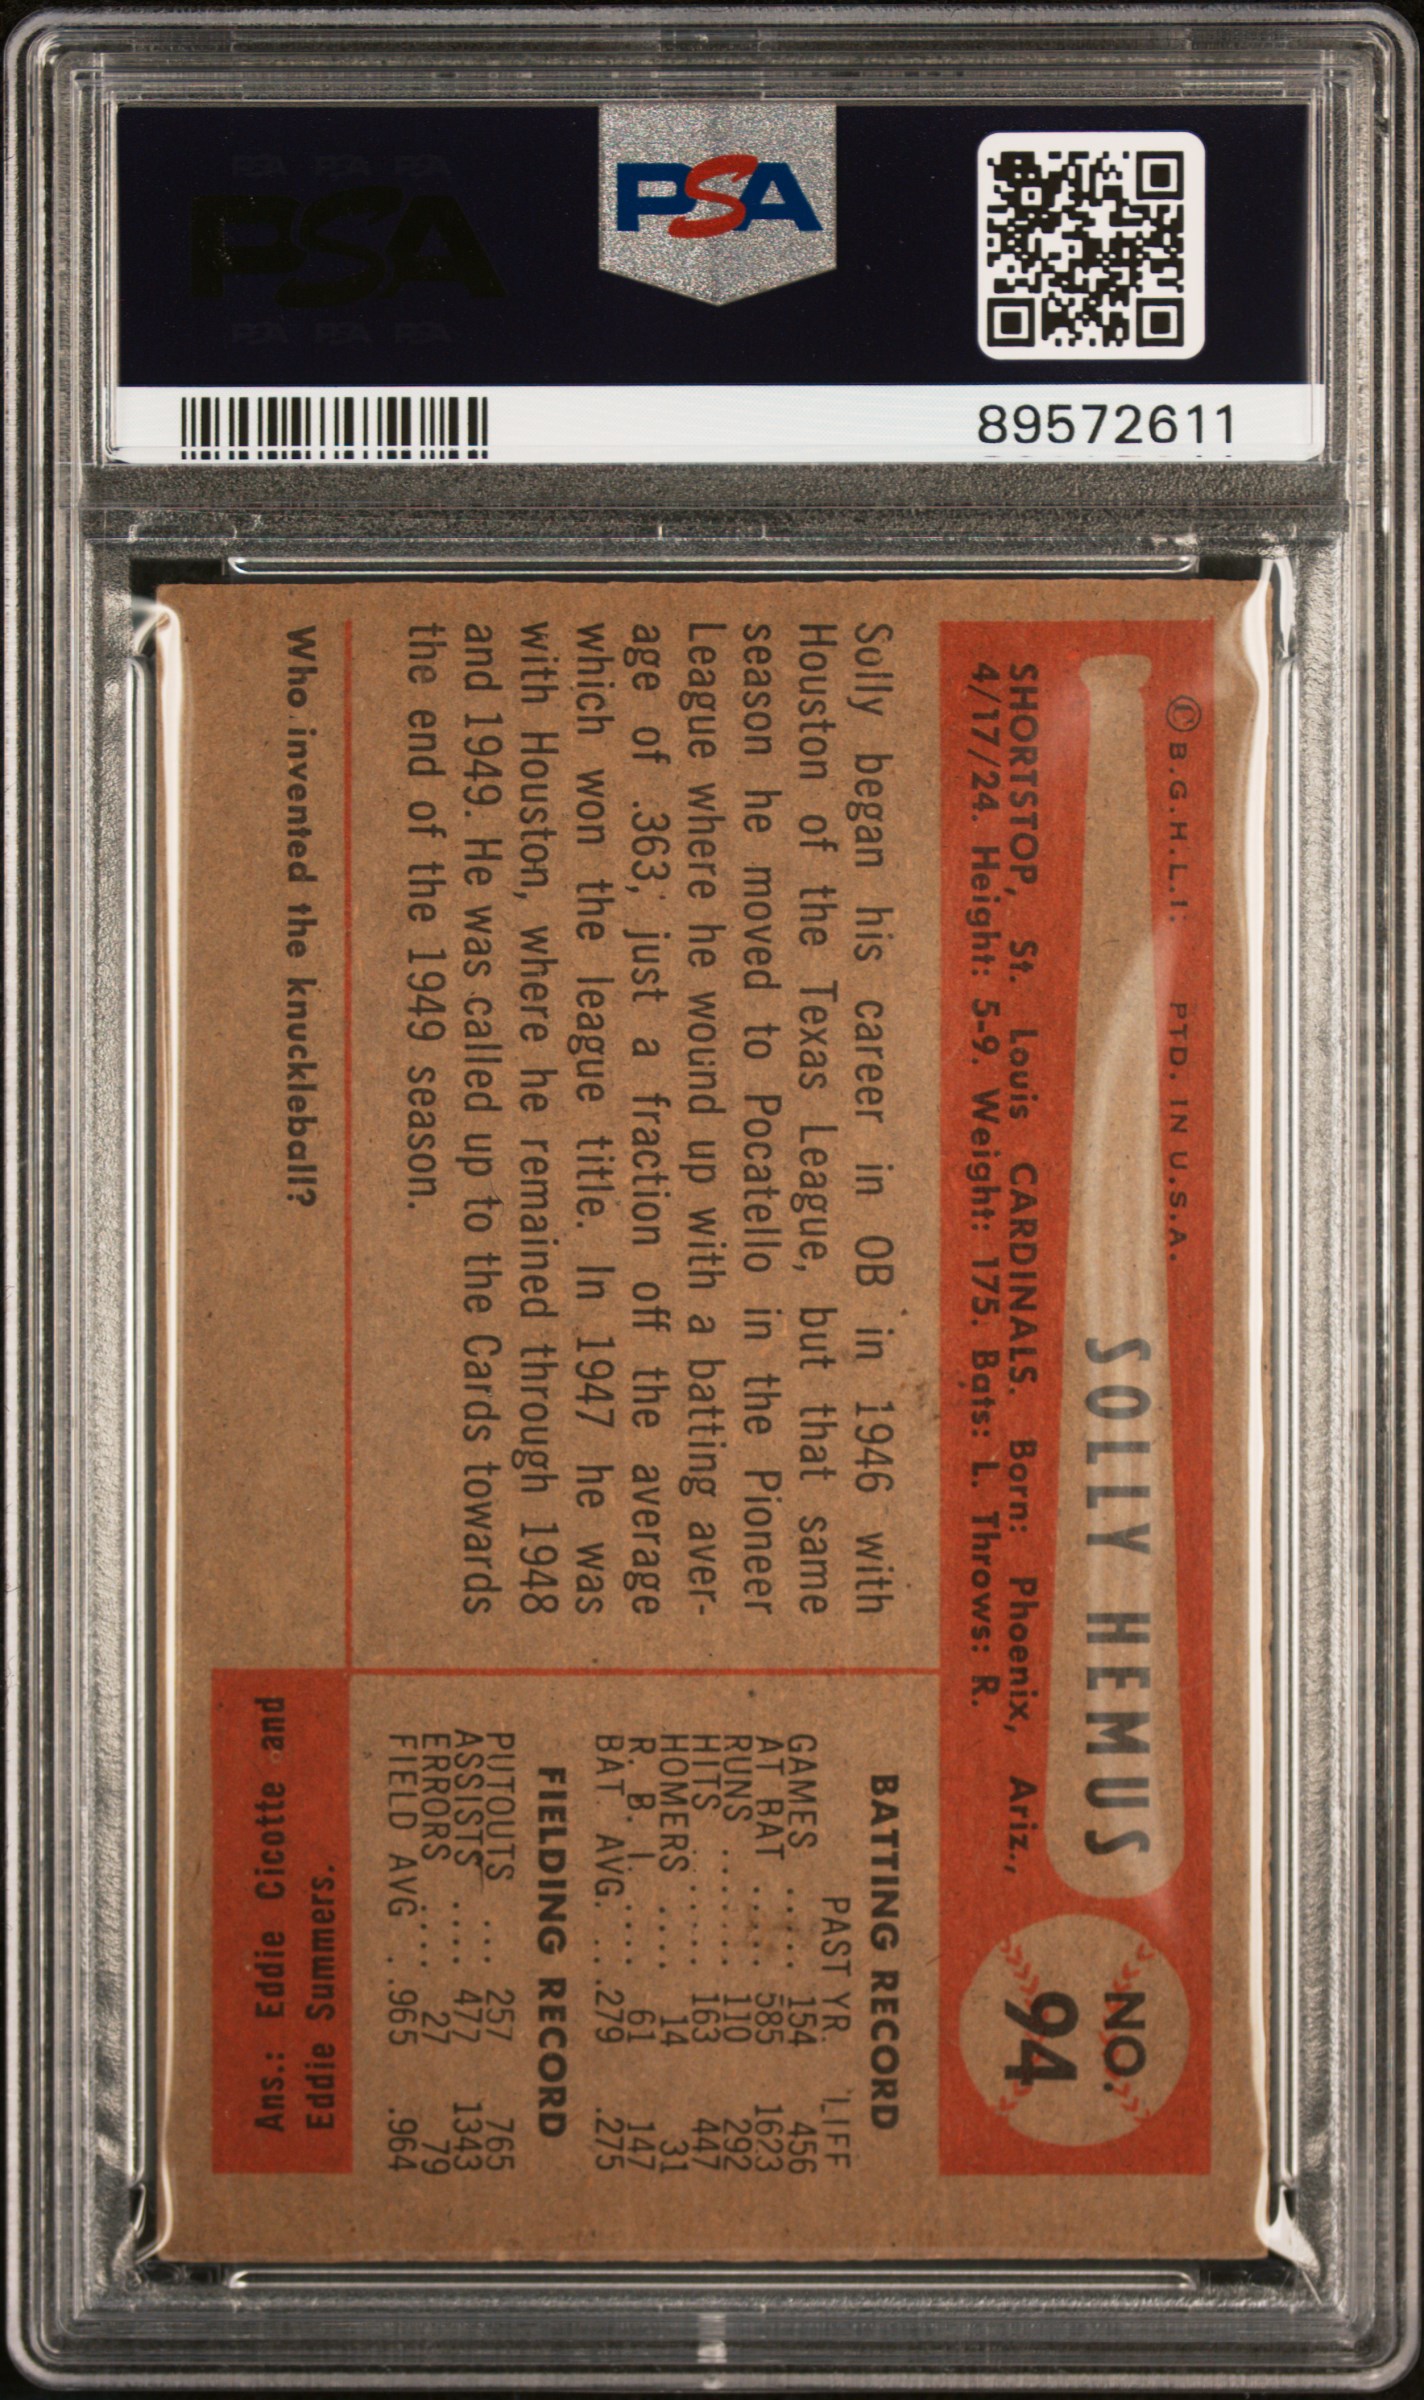 PSA PSA PSA
PSA
PSA PSA PSA
PSA
89572611
© B.G.H.L.I. PTD. IN U.S.A.
SOLLY HEMUS
NO.
94
SHORTSTOP, St. Louis CARDINALS. Born: Phoenix, Ariz.,
4/17/24. Height: 5-9. Weight: 175. Bats: L. Throws: R.
Solly began his career in OB in 1946 with
Houston of the Texas League, but that same
season he moved to Pocatello in the Pioneer
League where he wound up with a batting aver-
age of .363, just a fraction off the average
which won the league title. In 1947 he was
with Houston, where he remained through 1948
and 1949. He was called up to the Cards towards
the end of the 1949 season.
BATTING RECORD
PAST YR. LIFE
GAMES ..... 154 456
AT BAT ..... 585 1623
RUNS ....... 110 292
HITS ...... 163 447
HOMERS .... 14 31
R. B. I. .... 61 147
BAT. AVG. .. .279 .275
FIELDING RECORD
PUTOUTS ... 257 765
ASSISTS .... 477 1343
ERRORS .... 27 79
FIELD AVG .. .965 .964
Who invented the knuckleball?
Ans.: Eddie Cicotte and
Eddie Summers.